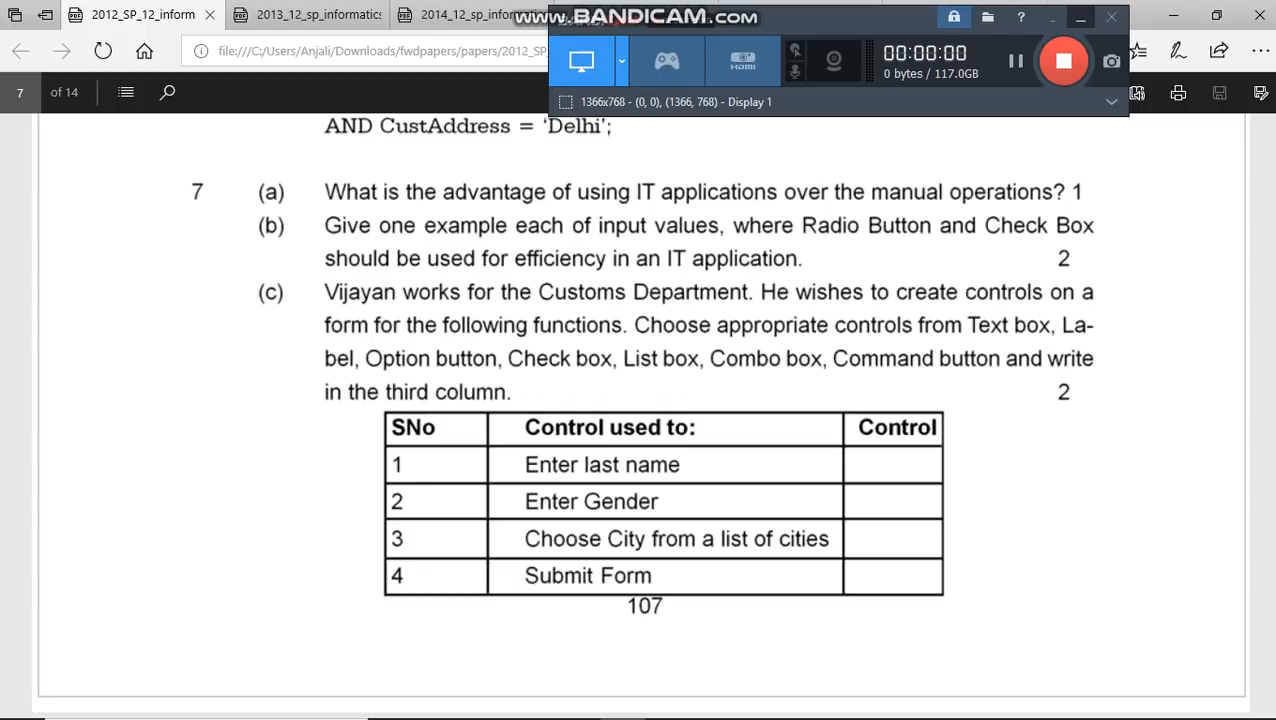 2012_SP_12_inform
2013_12_sp_informatics
2014_12_sp_informa
www.BANDICAM.com
file:///C:/Users/Anjali/Downloads/fwdpapers/papers/2012_SP
00:00:00
0 bytes / 117.0GB
HDMI
1366x768 - (0, 0), (1366, 768) - Display 1
7 of 14
AND CustAddress = 'Delhi';
7 (a) What is the advantage of using IT applications over the manual operations? 1
(b) Give one example each of input values, where Radio Button and Check Box
should be used for efficiency in an IT application. 2
(c) Vijayan works for the Customs Department. He wishes to create controls on a
form for the following functions. Choose appropriate controls from Text box, La-
bel, Option button, Check box, List box, Combo box, Command button and write
in the third column. 2
SNo Control used to: Control
1 Enter last name
2 Enter Gender
3 Choose City from a list of cities
4 Submit Form
107